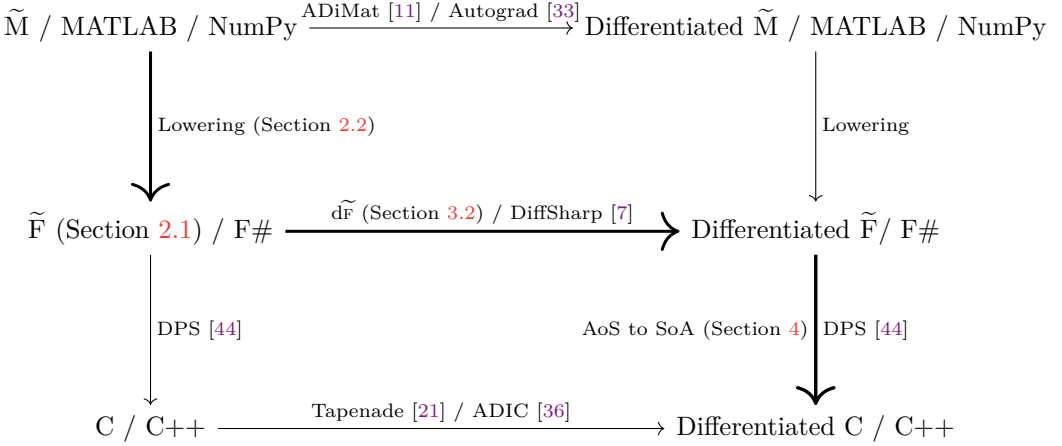 M̃ / MATLAB / NumPy
ADiMat [11] / Autograd [33]
Differentiated M̃ / MATLAB / NumPy
Lowering (Section 2.2)
Lowering
F̃ (Section 2.1) / F#
dF̃ (Section 3.2) / DiffSharp [7]
Differentiated F̃/ F#
DPS [44]
AoS to SoA (Section 4)
DPS [44]
C / C++
Tapenade [21] / ADIC [36]
Differentiated C / C++